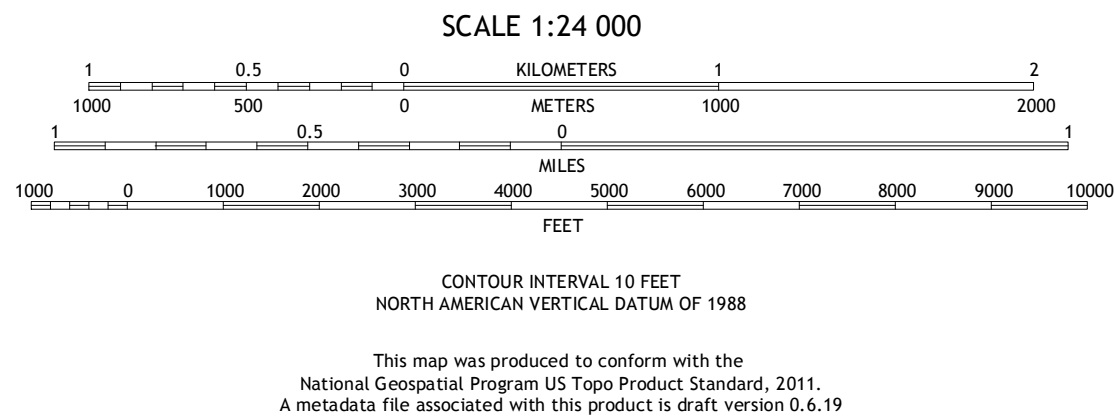 SCALE 1:24 000
1 0.5 0 KILOMETERS 1 2
1000 500 0 METERS 1000 2000
1 0.5 0 1
MILES
1000 0 1000 2000 3000 4000 5000 6000 7000 8000 9000 10000
FEET
CONTOUR INTERVAL 10 FEET
NORTH AMERICAN VERTICAL DATUM OF 1988
This map was produced to conform with the
National Geospatial Program US Topo Product Standard, 2011.
A metadata file associated with this product is draft version 0.6.19